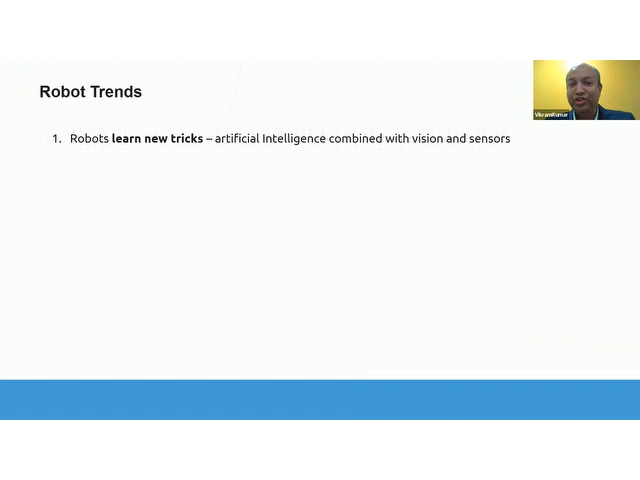 Robot Trends
VikramKumar
1. Robots learn new tricks – artificial Intelligence combined with vision and sensors